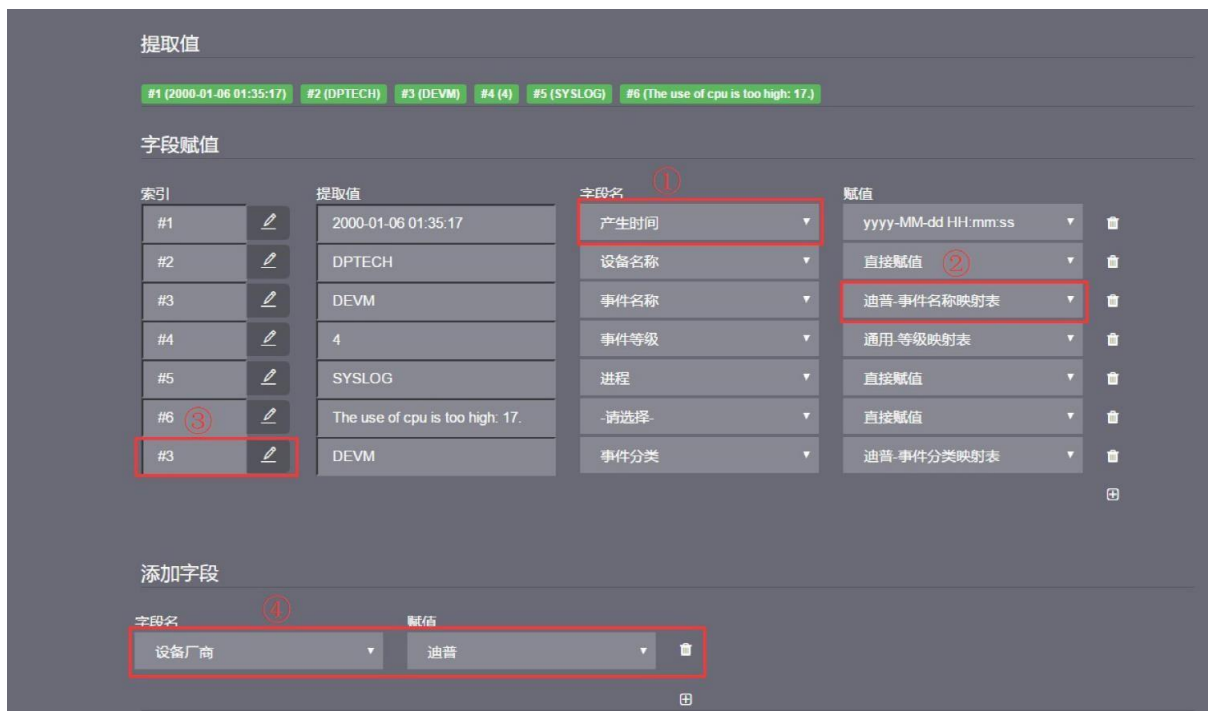 提取值
#1 (2000-01-06 01:35:17) #2 (DPTECH) #3 (DEVM) #4 (4) #5 (SYSLOG) #6 (The use of cpu is too high: 17.)
字段赋值
索引 提取值 字段名 ① 赋值
#1 2000-01-06 01:35:17 产生时间 yyyy-MM-dd HH:mm:ss
#2 DPTECH 设备名称 直接赋值 ②
#3 DEVM 事件名称 迪普-事件名称映射表
#4 4 事件等级 通用-等级映射表
#5 SYSLOG 进程 直接赋值
#6 ③ The use of cpu is too high: 17. -请选择- 直接赋值
#3 DEVM 事件分类 迪普-事件分类映射表
添加字段
字段名 ④ 赋值
设备厂商 迪普